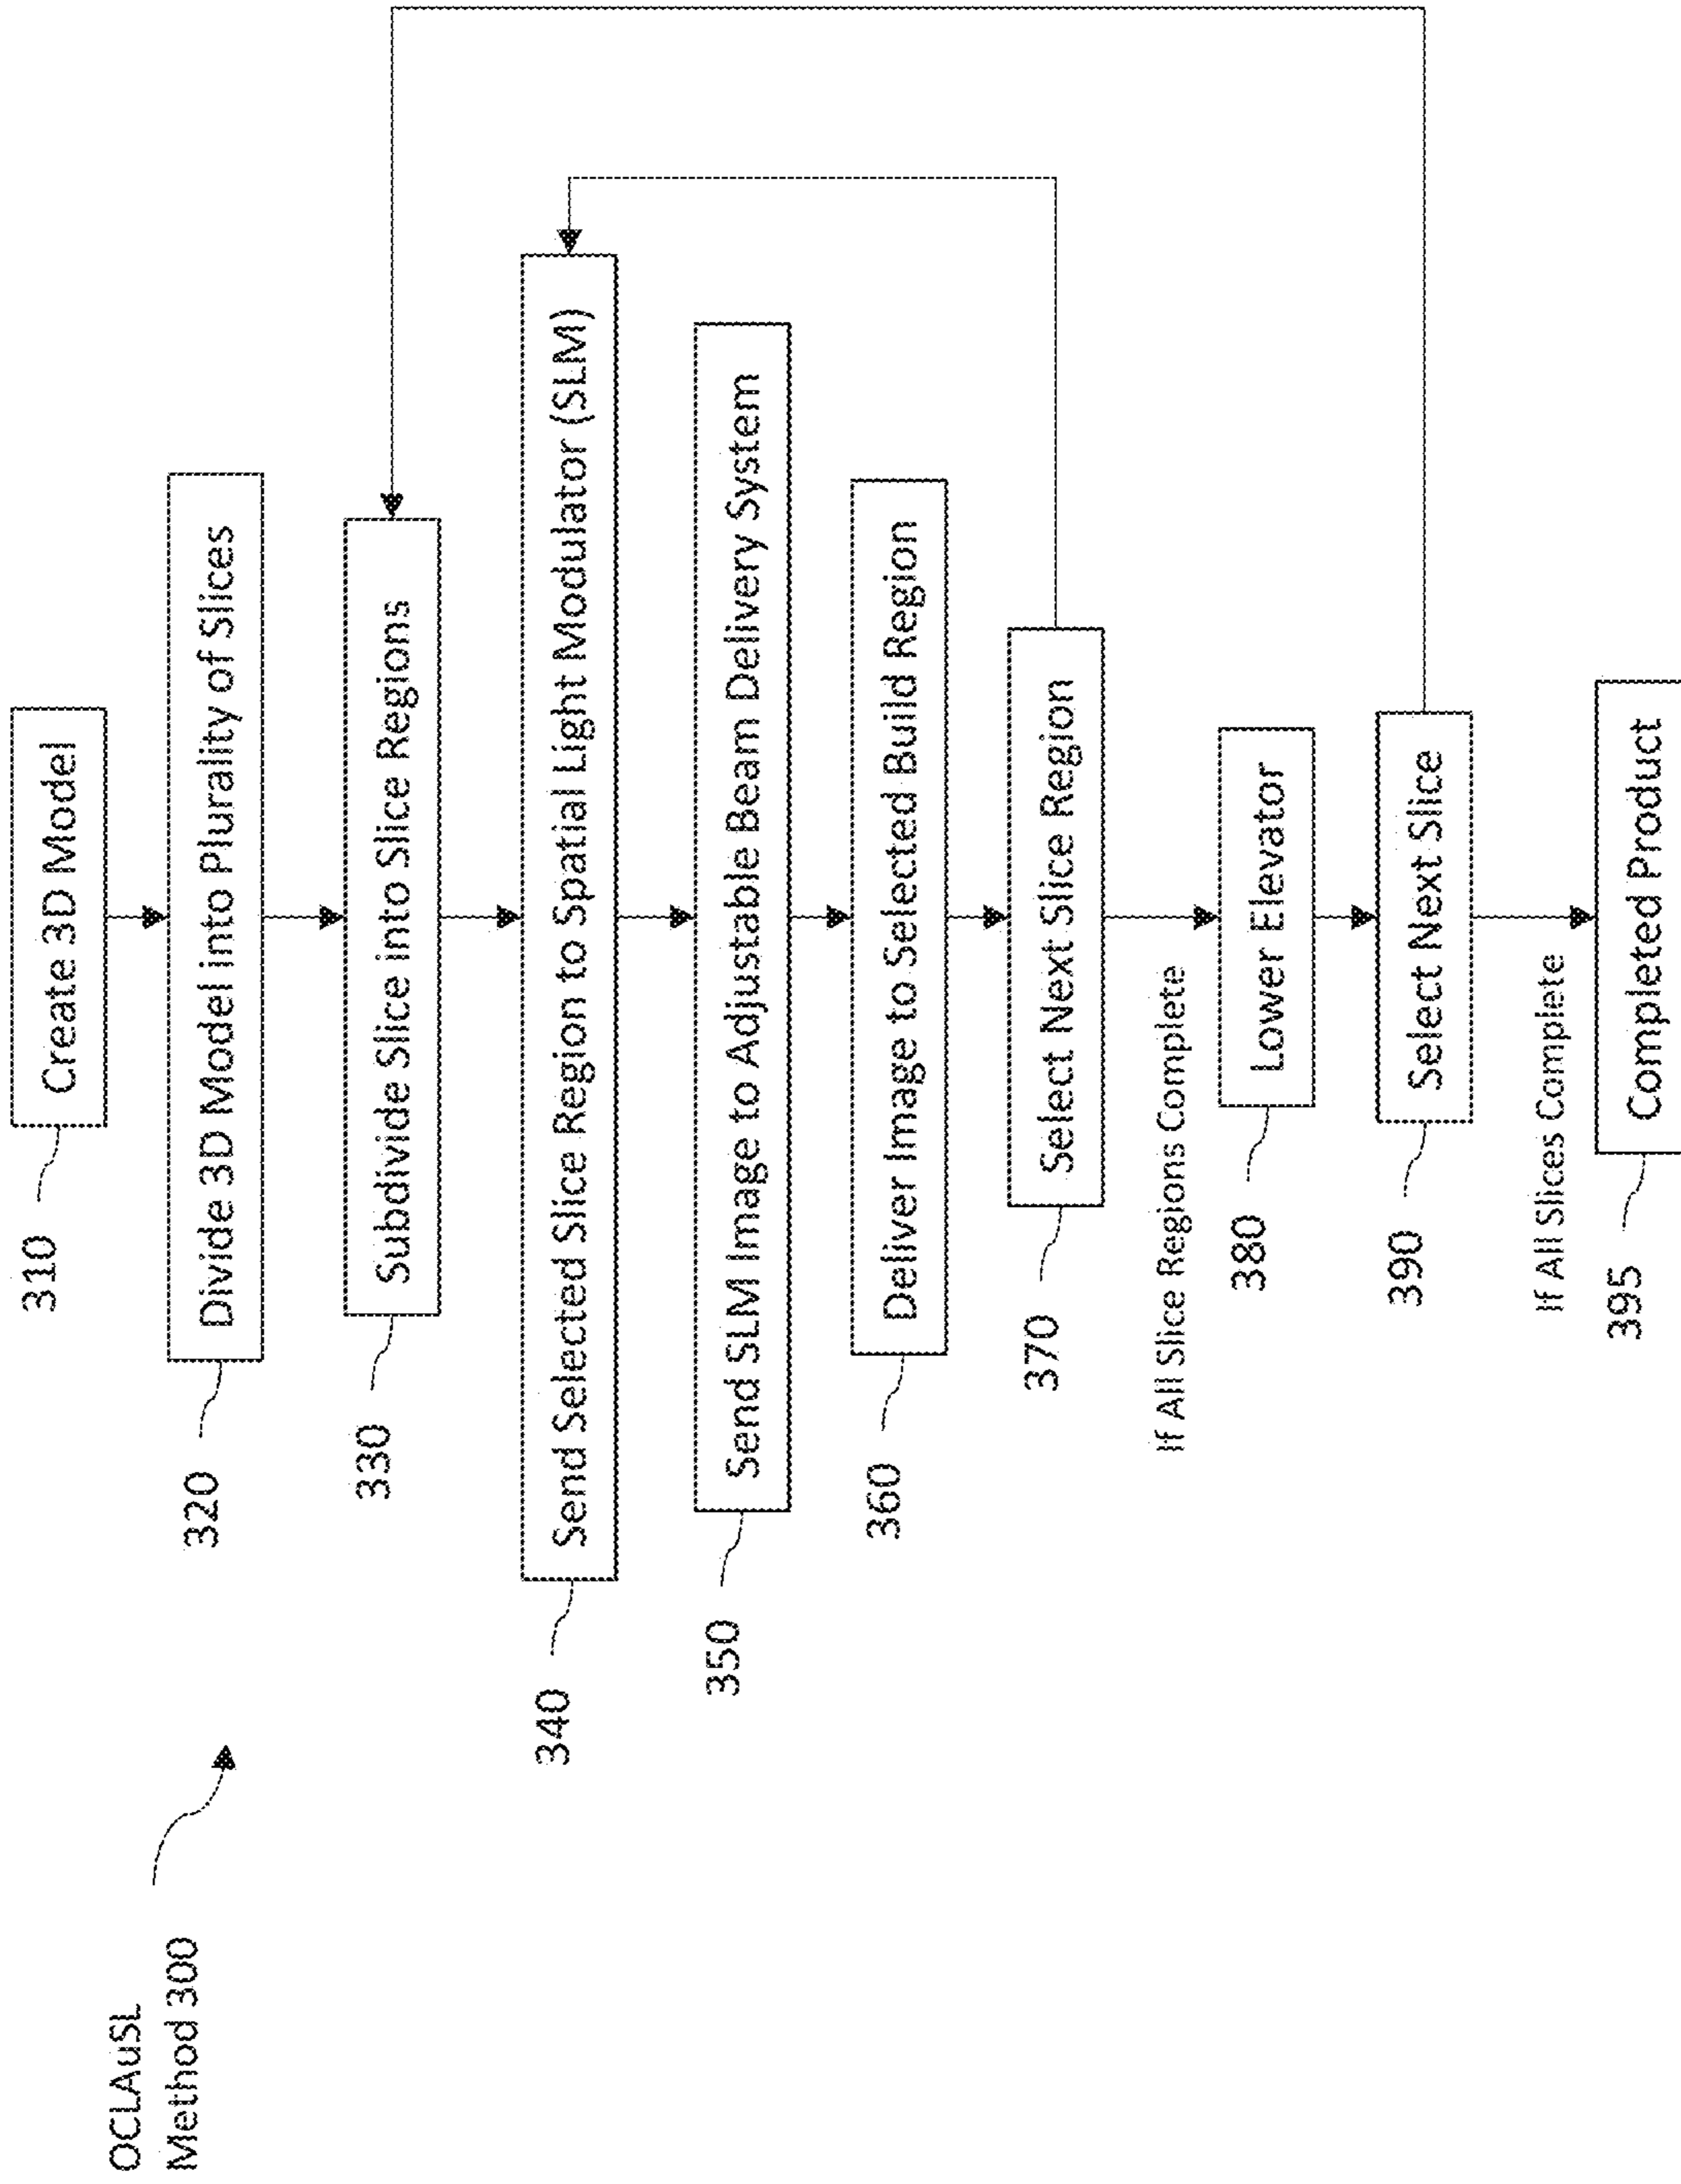 OCLAuSL
Method 300
310
Create 3D Model
320
Divide 3D Model into Plurality of Slices
330
Subdivide Slice into Slice Regions
340
Send Selected Slice Region to Spatial Light Modulator (SLM)
350
Send SLM Image to Adjustable Beam Delivery System
360
Deliver Image to Selected Build Region
370
Select Next Slice Region
If All Slice Regions Complete
380
Lower Elevator
390
Select Next Slice
If All Slices Complete
395
Completed Product